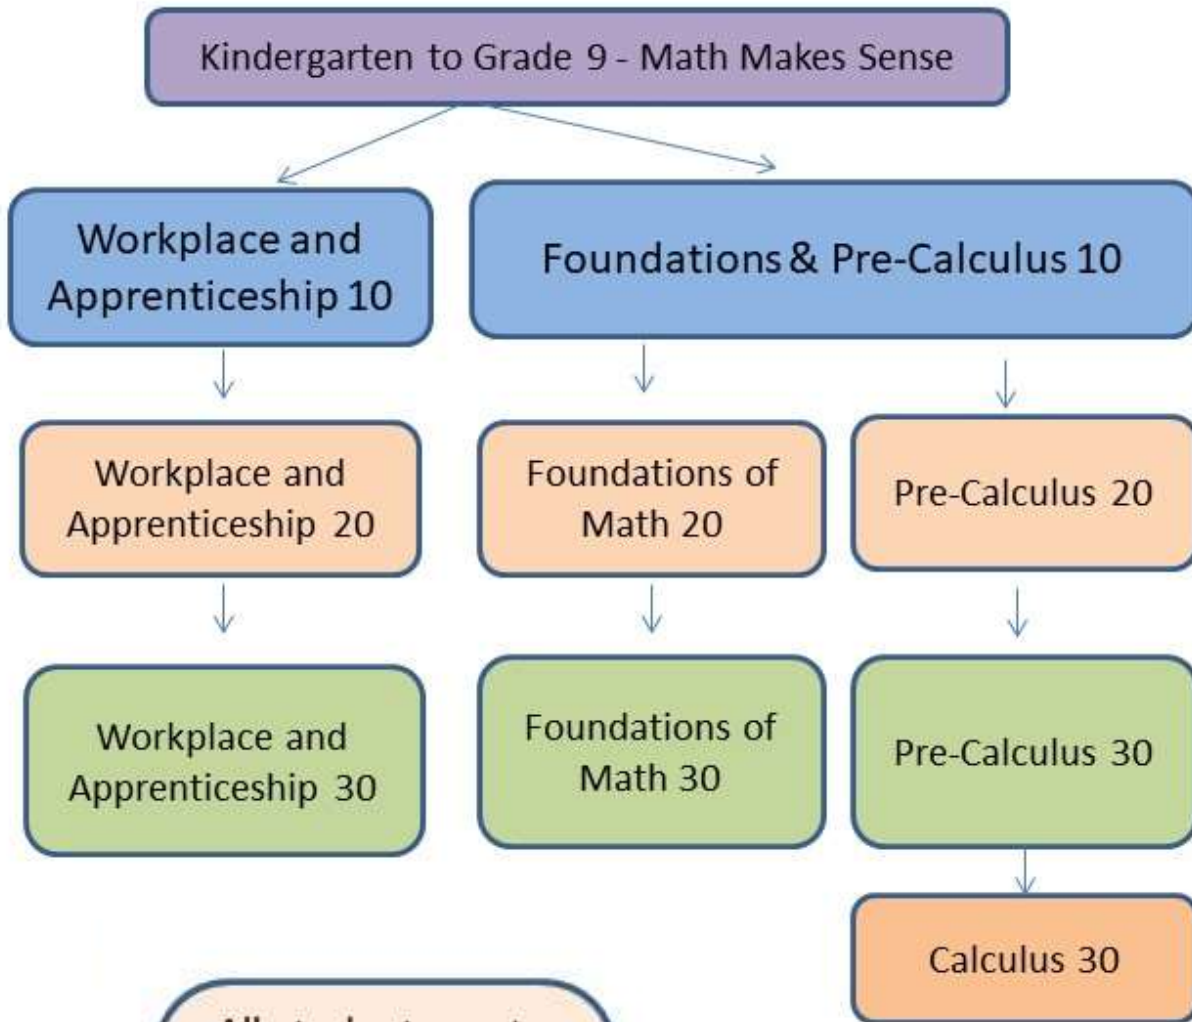 Kindergarten to Grade 9 - Math Makes Sense
Workplace and
Apprenticeship 10
Foundations & Pre-Calculus 10
Workplace and
Apprenticeship 20
Foundations of
Math 20
Pre-Calculus 20
Workplace and
Apprenticeship 30
Foundations of
Math 30
Pre-Calculus 30
Calculus 30